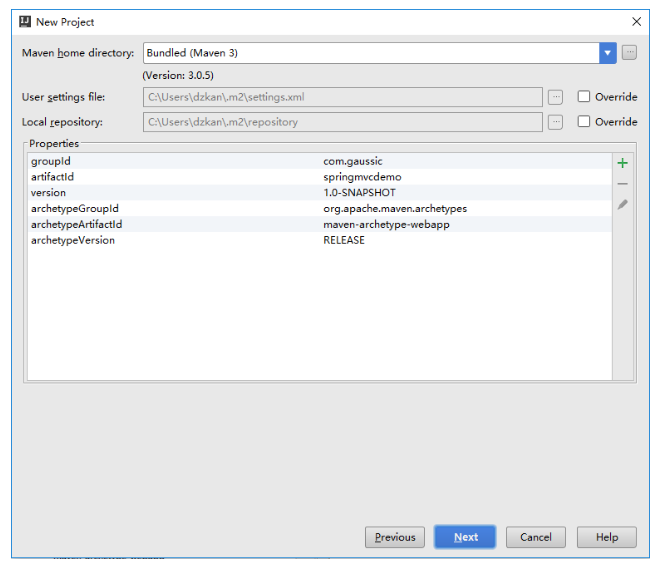 New Project
Maven home directory: Bundled (Maven 3)
(Version: 3.0.5)
User settings file: C:\Users\dzkan\.m2\settings.xml ... Override
Local repository: C:\Users\dzkan\.m2\repository ... Override
Properties
groupId com.gaussic
artifactId springmvcdemo
version 1.0-SNAPSHOT
archetypeGroupId org.apache.maven.archetypes
archetypeArtifactId maven-archetype-webapp
archetypeVersion RELEASE
Previous Next Cancel Help